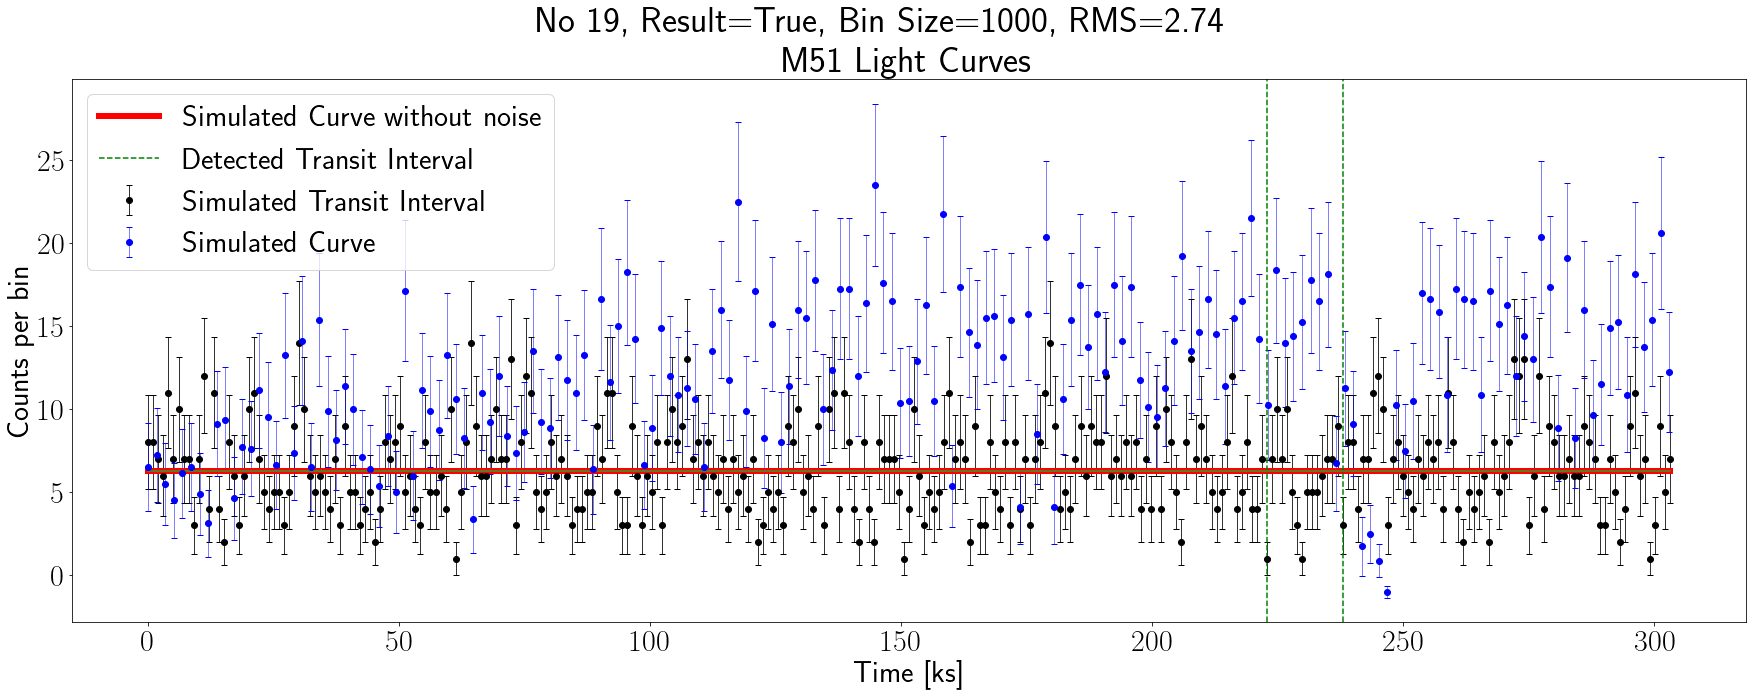 No 19, Result=True, Bin Size=1000, RMS=2.74
M51 Light Curves
Simulated Curve without noise
Detected Transit Interval
Simulated Transit Interval
Simulated Curve
Counts per bin
25
20
15
10
5
0
0 50 100 150 200 250 300
Time [ks]